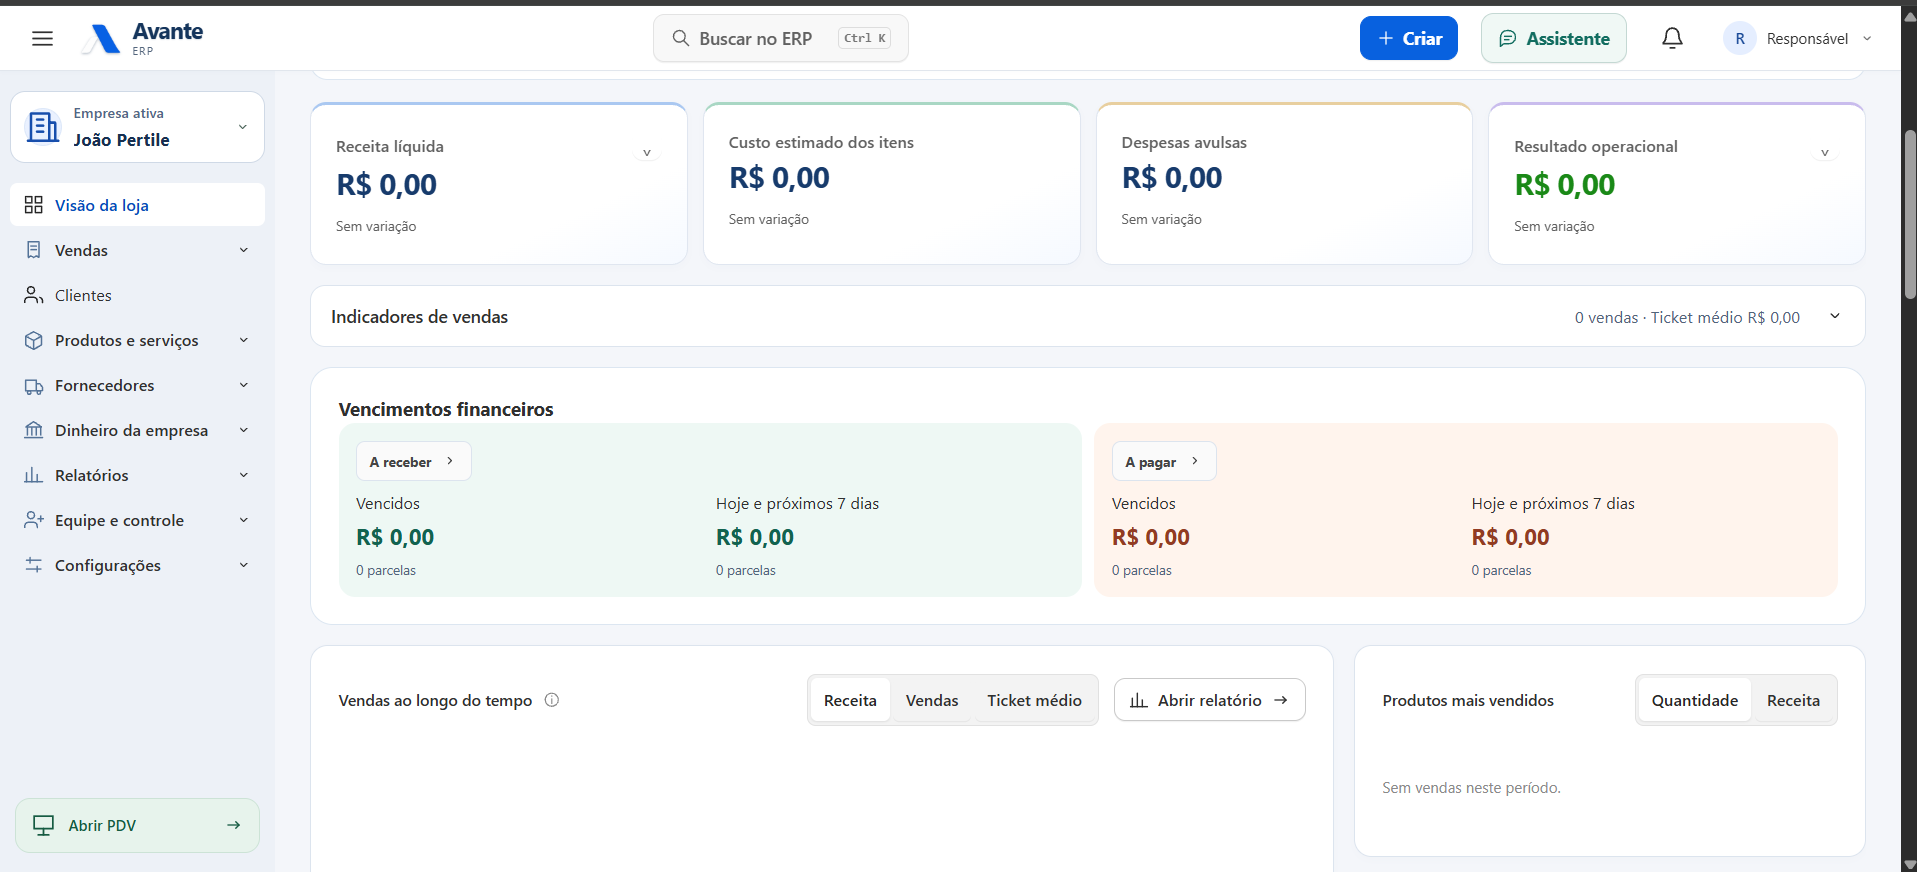 Avante
ERP
Buscar no ERP
Ctrl K
+ Criar
Assistente
R
Responsável
Empresa ativa
João Pertile
Visão da loja
Vendas
Clientes
Produtos e serviços
Fornecedores
Dinheiro da empresa
Relatórios
Equipe e controle
Configurações
Abrir PDV
Receita líquida
v
R$ 0,00
Sem variação
Custo estimado dos itens
R$ 0,00
Sem variação
Despesas avulsas
R$ 0,00
Sem variação
Resultado operacional
v
R$ 0,00
Sem variação
Indicadores de vendas
0 vendas · Ticket médio R$ 0,00
Vencimentos financeiros
A receber
Vencidos
R$ 0,00
0 parcelas
Hoje e próximos 7 dias
R$ 0,00
0 parcelas
A pagar
Vencidos
R$ 0,00
0 parcelas
Hoje e próximos 7 dias
R$ 0,00
0 parcelas
Vendas ao longo do tempo
Receita
Vendas
Ticket médio
Abrir relatório
Produtos mais vendidos
Quantidade
Receita
Sem vendas neste período.